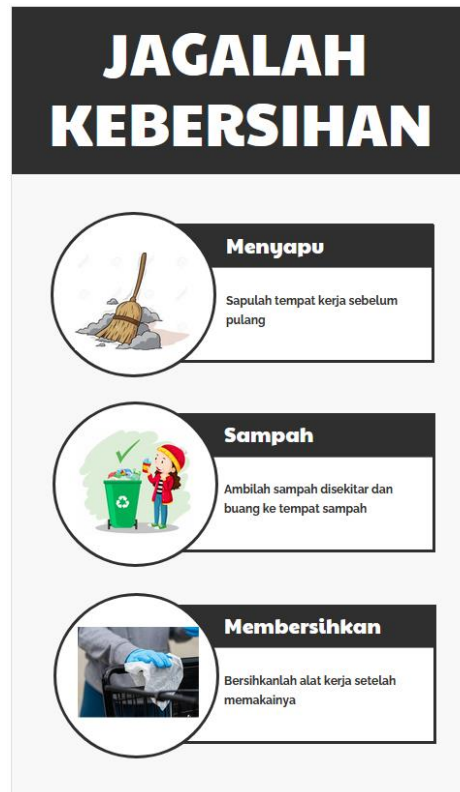 JAGALAH
KEBERSIHAN
Menyapu
Sapulah tempat kerja sebelum
pulang
Sampah
Ambilah sampah disekitar dan
buang ke tempat sampah
Membersihkan
Bersihkanlah alat kerja setelah
memakainya